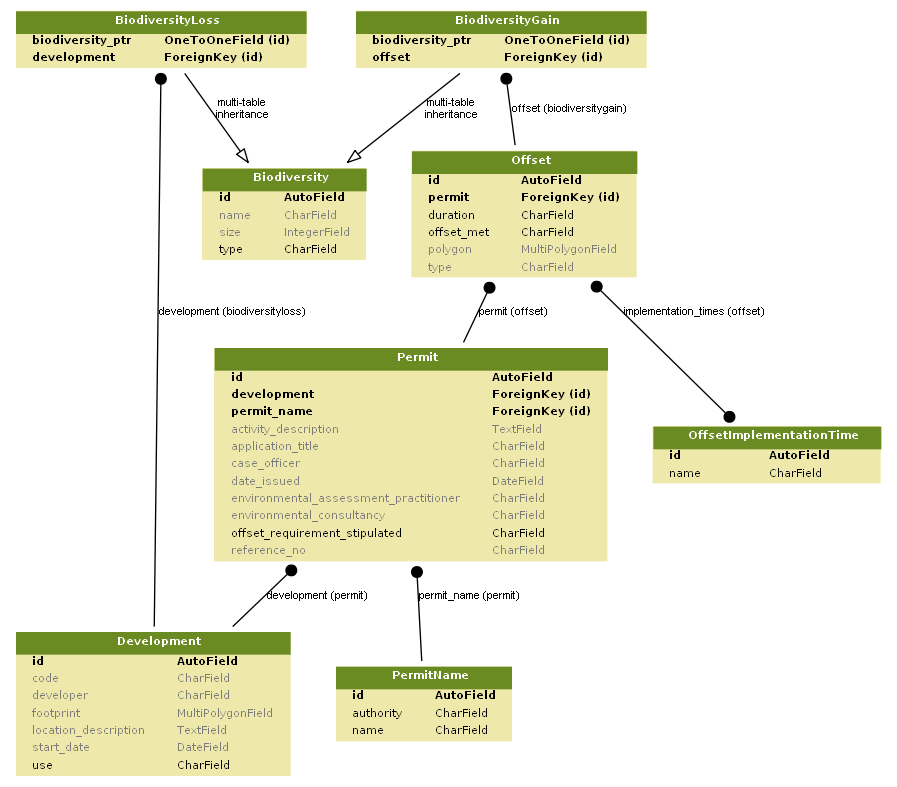 BiodiversityLoss
biodiversity_ptr OneToOneField (id)
development ForeignKey (id)
BiodiversityGain
biodiversity_ptr OneToOneField (id)
offset ForeignKey (id)
multi-table
inheritance
multi-table
inheritance
offset (biodiversitygain)
Biodiversity
id AutoField
name CharField
size IntegerField
type CharField
Offset
id AutoField
permit ForeignKey (id)
duration CharField
offset_met CharField
polygon MultiPolygonField
type CharField
development (biodiversityloss)
permit (offset)
implementation_times (offset)
Permit
id AutoField
development ForeignKey (id)
permit_name ForeignKey (id)
activity_description TextField
application_title CharField
case_officer CharField
date_issued DateField
environmental_assessment_practitioner CharField
environmental_consultancy CharField
offset_requirement_stipulated CharField
reference_no CharField
OffsetImplementationTime
id AutoField
name CharField
development (permit)
permit_name (permit)
Development
id AutoField
code CharField
developer CharField
footprint MultiPolygonField
location_description TextField
start_date DateField
use CharField
PermitName
id AutoField
authority CharField
name CharField